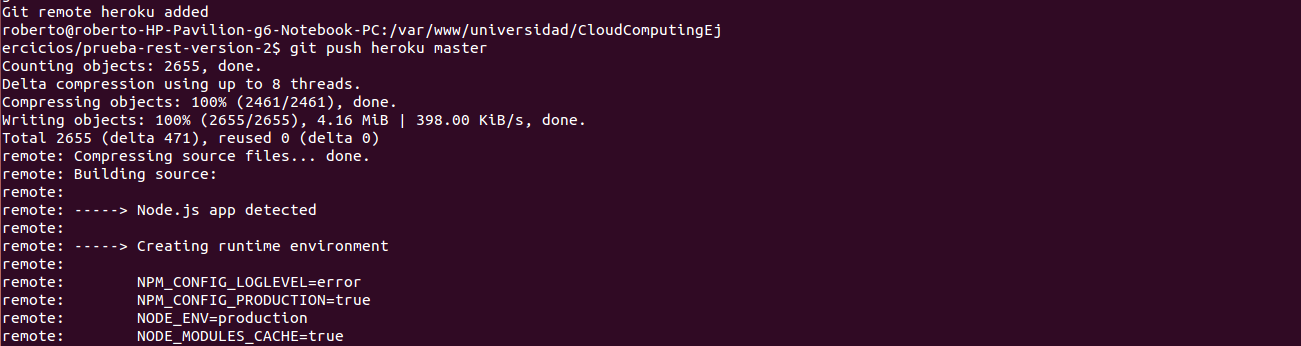 Git remote heroku added
roberto@roberto-HP-Pavilion-g6-Notebook-PC:/var/www/universidad/CloudComputingEj
ercicios/prueba-rest-version-2$ git push heroku master
Counting objects: 2655, done.
Delta compression using up to 8 threads.
Compressing objects: 100% (2461/2461), done.
Writing objects: 100% (2655/2655), 4.16 MiB | 398.00 KiB/s, done.
Total 2655 (delta 471), reused 0 (delta 0)
remote: Compressing source files... done.
remote: Building source:
remote:
remote: -----> Node.js app detected
remote:
remote: -----> Creating runtime environment
remote:
remote:        NPM_CONFIG_LOGLEVEL=error
remote:        NPM_CONFIG_PRODUCTION=true
remote:        NODE_ENV=production
remote:        NODE_MODULES_CACHE=true